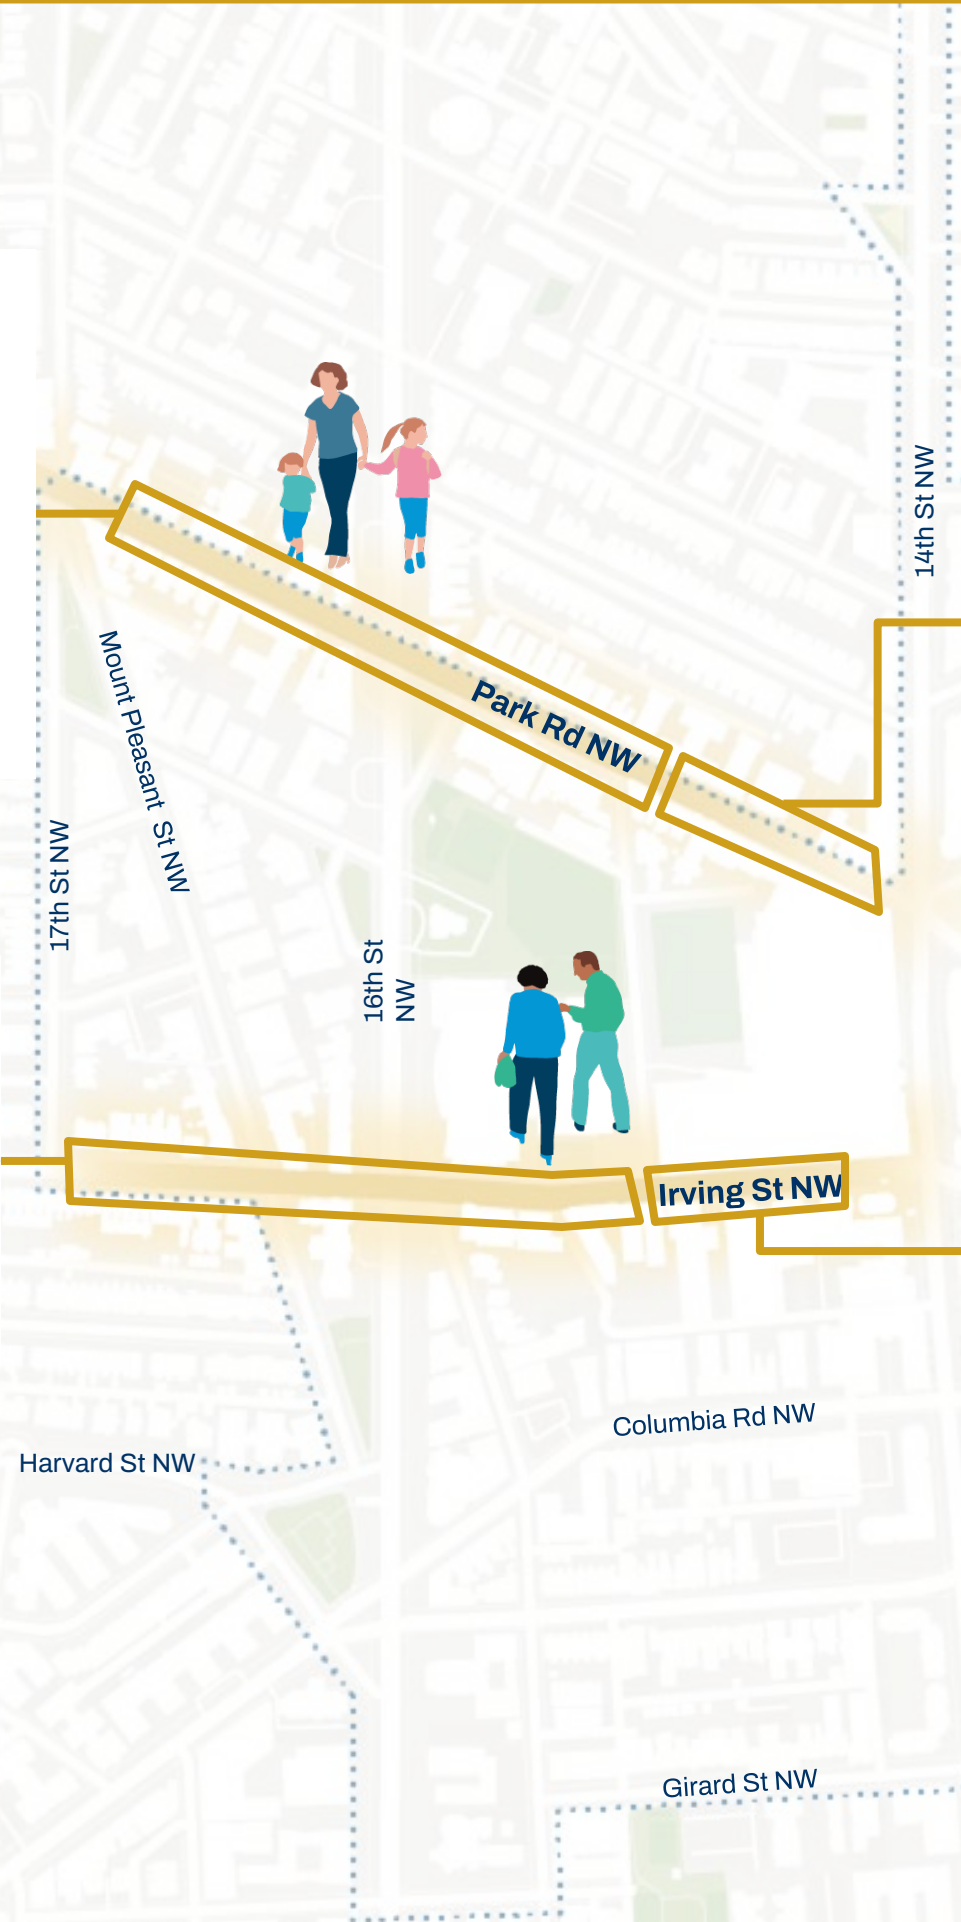 14th St NW
Park Rd NW
Mount Pleasant St NW
17th St NW
16th St
NW
Irving St NW
Columbia Rd NW
Harvard St NW
Girard St NW